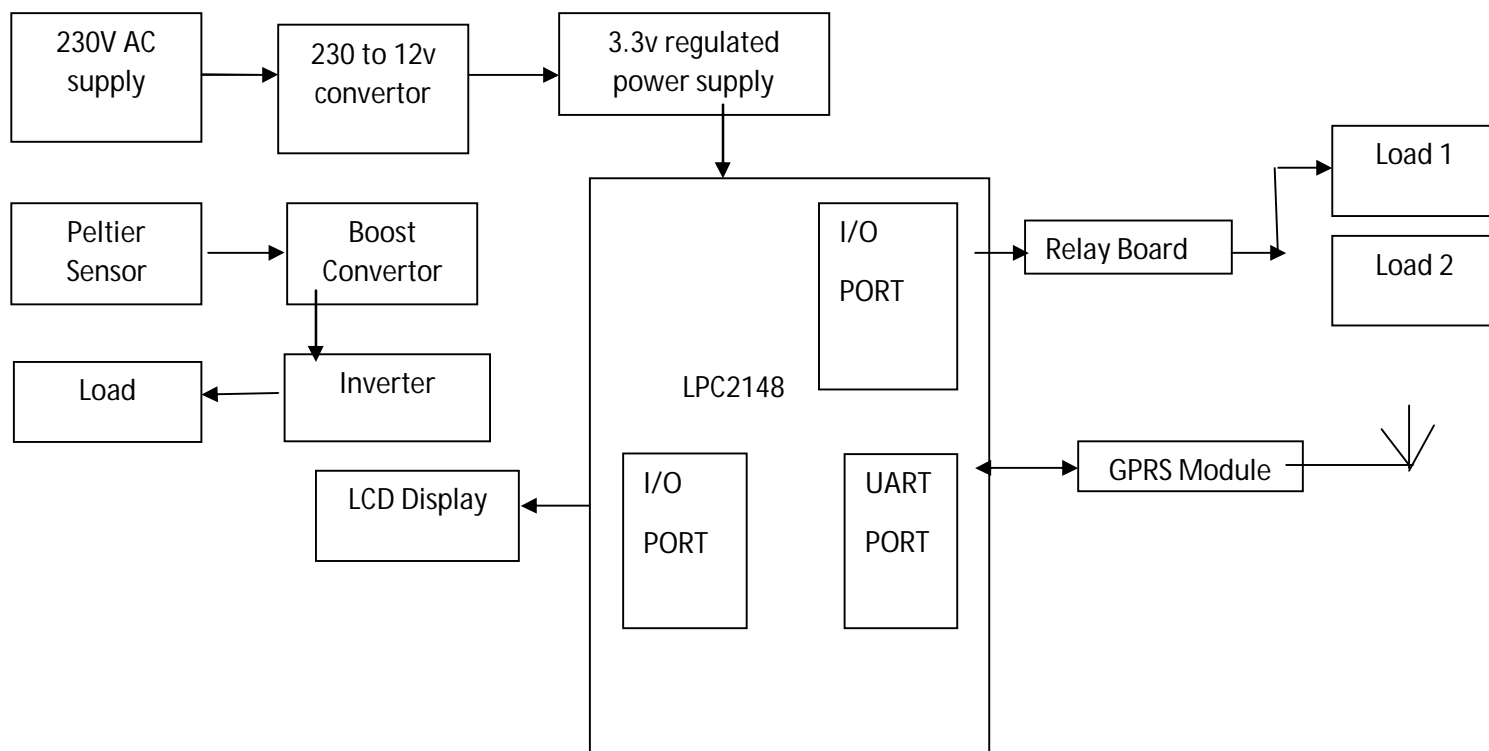 230V AC
supply
230 to 12v
convertor
3.3v regulated
power supply
Load 1
Peltier
Sensor
Boost
Convertor
I/O
PORT
Relay Board
Load 2
Load
Inverter
LPC2148
LCD Display
I/O
PORT
UART
PORT
GPRS Module